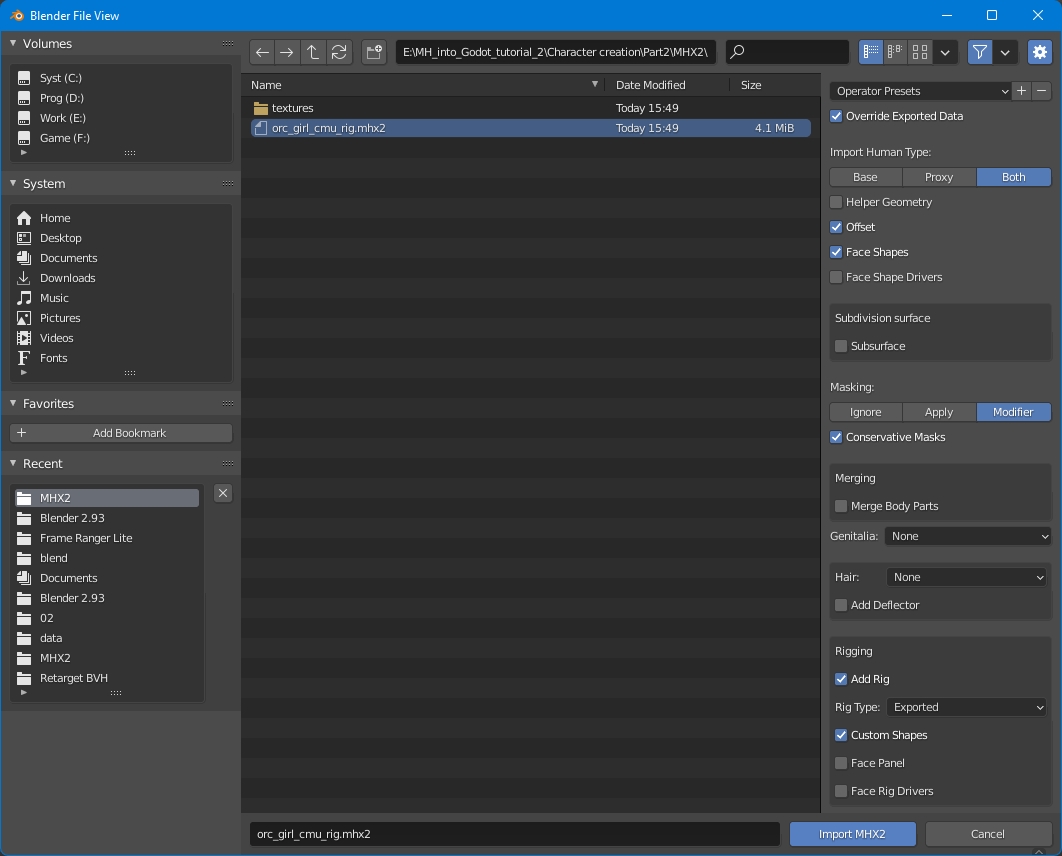 Blender File View
Volumes
Syst (C:)
Prog (D:)
Work (E:)
Game (F:)
System
Home
Desktop
Documents
Downloads
Music
Pictures
Videos
Fonts
Favorites
Add Bookmark
Recent
MHX2
Blender 2.93
Frame Ranger Lite
blend
Documents
Blender 2.93
02
data
MHX2
Retarget BVH
E:\MH_into_Godot_tutorial_2\Character creation\Part2\MHX2\
Name Date Modified Size
textures Today 15:49
orc_girl_cmu_rig.mhx2 Today 15:49 4.1 MiB
orc_girl_cmu_rig.mhx2
Operator Presets
Override Exported Data
Import Human Type:
Base Proxy Both
Helper Geometry
Offset
Face Shapes
Face Shape Drivers
Subdivision surface
Subsurface
Masking:
Ignore Apply Modifier
Conservative Masks
Merging
Merge Body Parts
Genitalia: None
Hair: None
Add Deflector
Rigging
Add Rig
Rig Type: Exported
Custom Shapes
Face Panel
Face Rig Drivers
Import MHX2 Cancel